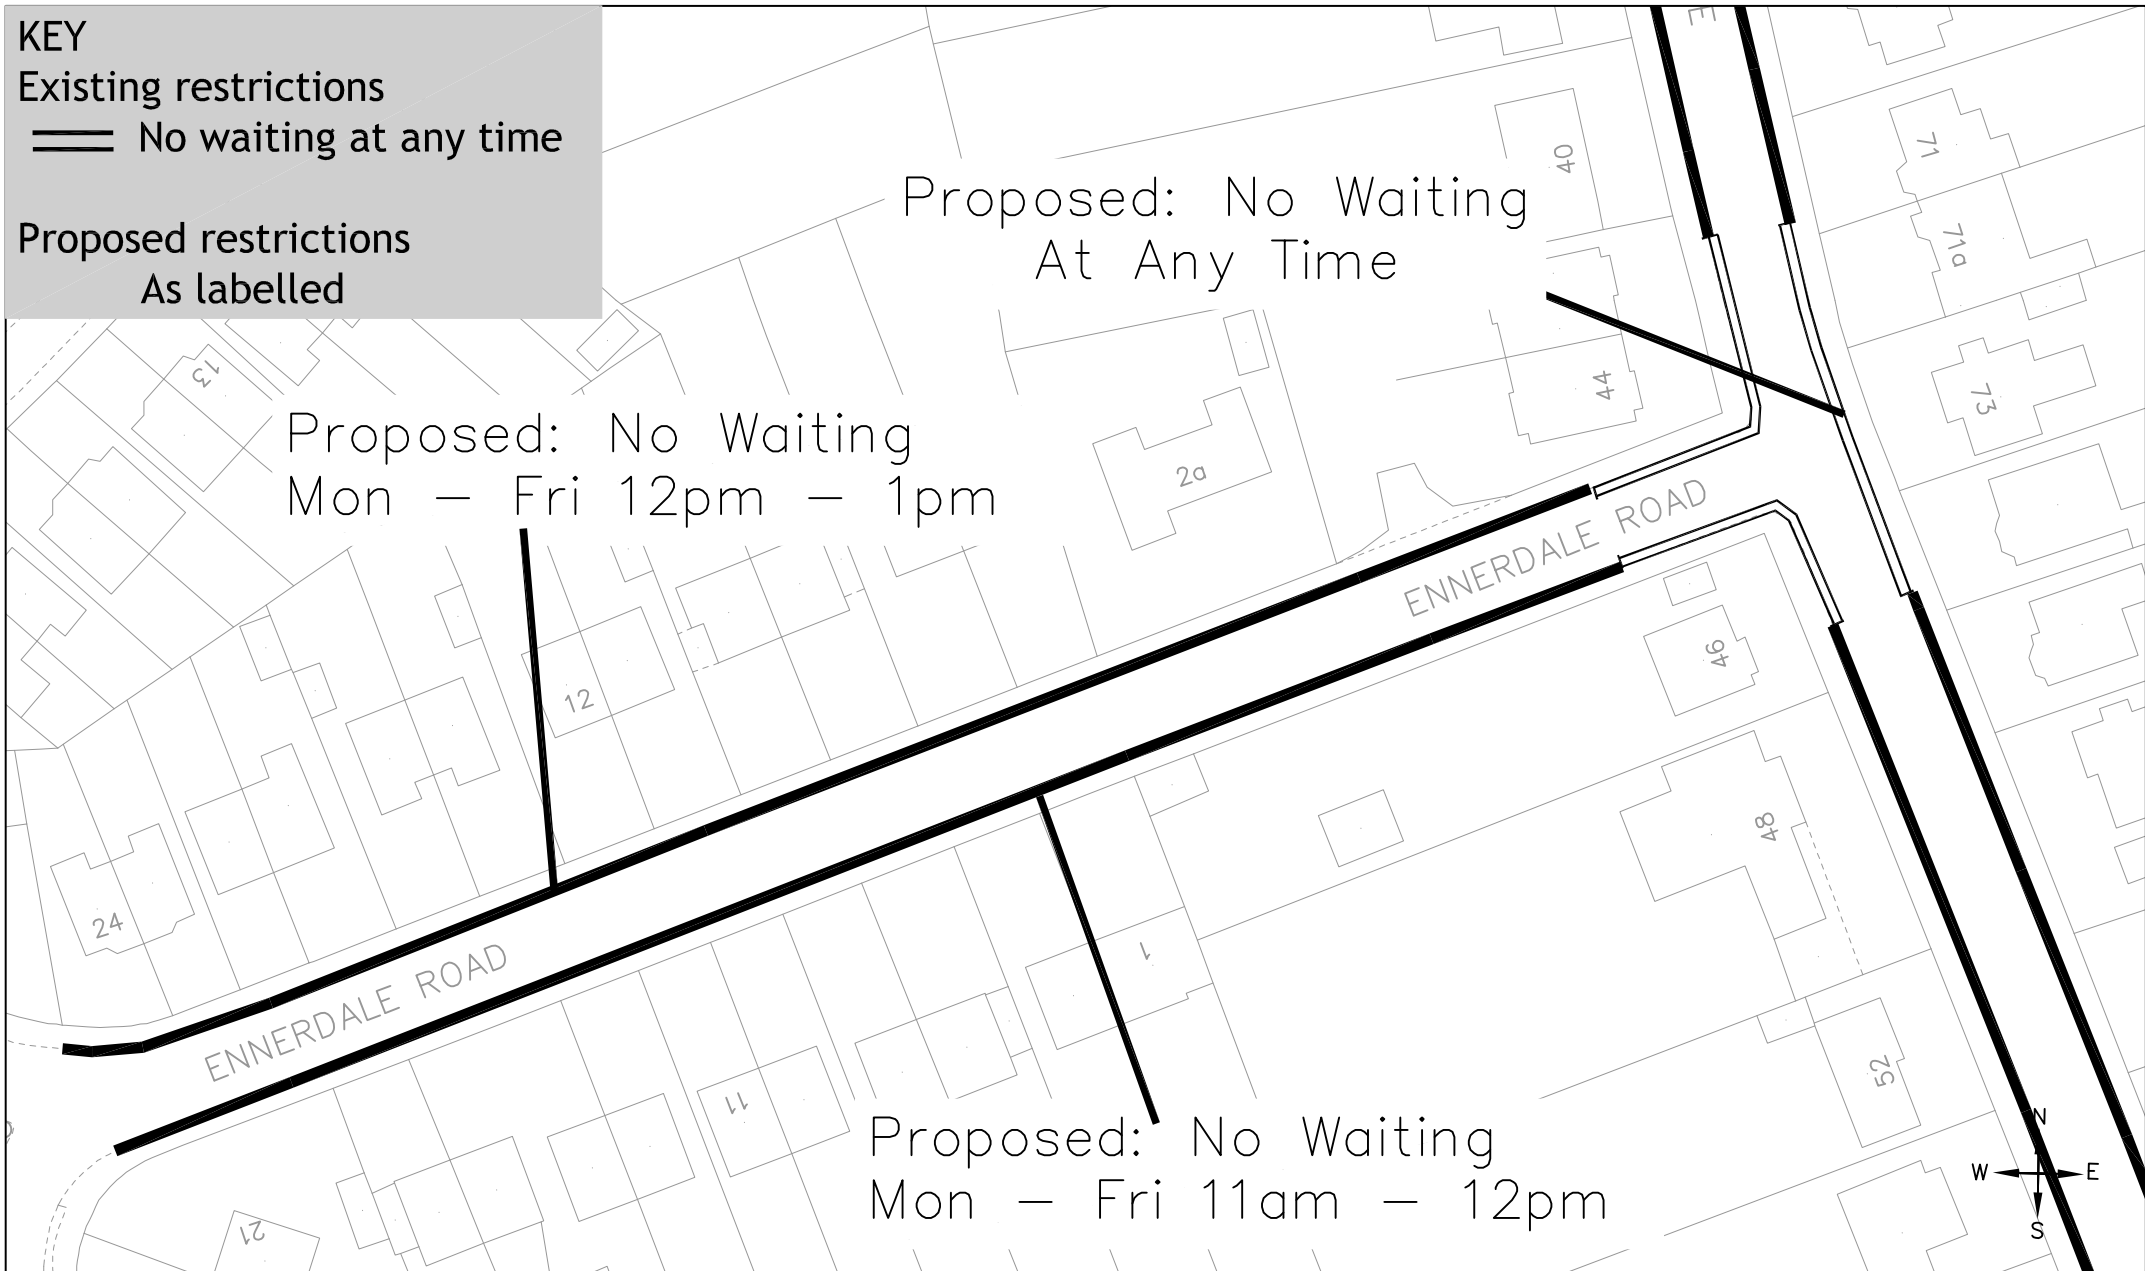 KEY
Existing restrictions
No waiting at any time
Proposed restrictions
As labelled
E
Proposed: No Waiting
At Any Time
40
71
71a
44
73
13
Proposed: No Waiting
Mon – Fri 12pm – 1pm
2a
ENNERDALE ROAD
46
12
48
24
1
ENNERDALE ROAD
11
52
21
Proposed: No Waiting
Mon – Fri 11am – 12pm
N
W
E
S